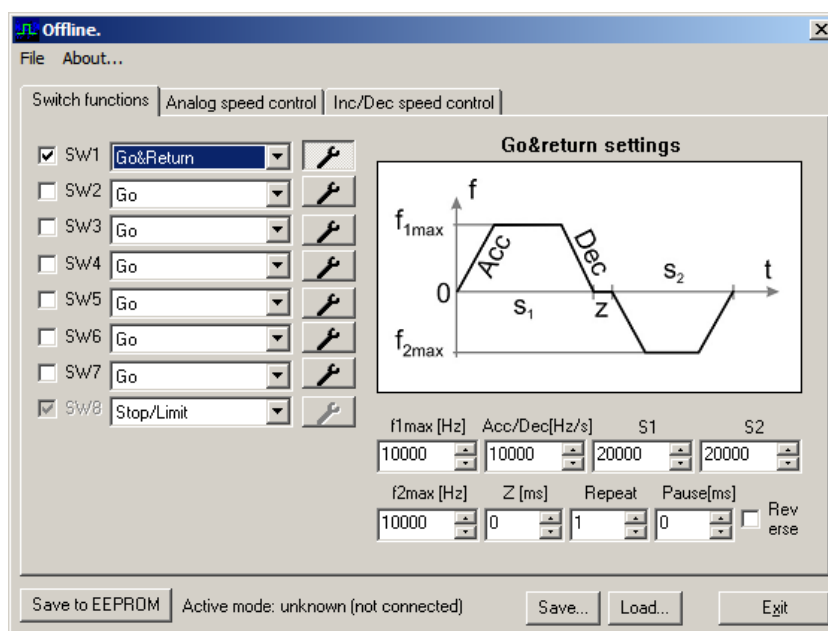 Offline.
File About...
Switch functions Analog speed control Inc/Dec speed control
SW1 Go&Return
SW2 Go
SW3 Go
SW4 Go
SW5 Go
SW6 Go
SW7 Go
SW8 Stop/Limit
Go&return settings
f
f1max
Acc
Dec
s2
t
0
s1
z
f2max
f1max [Hz] Acc/Dec[Hz/s] S1 S2
10000 10000 20000 20000
f2max [Hz] Z [ms] Repeat Pause[ms]
10000 0 1 0
Rev
erse
Save to EEPROM Active mode: unknown (not connected) Save... Load... Exit